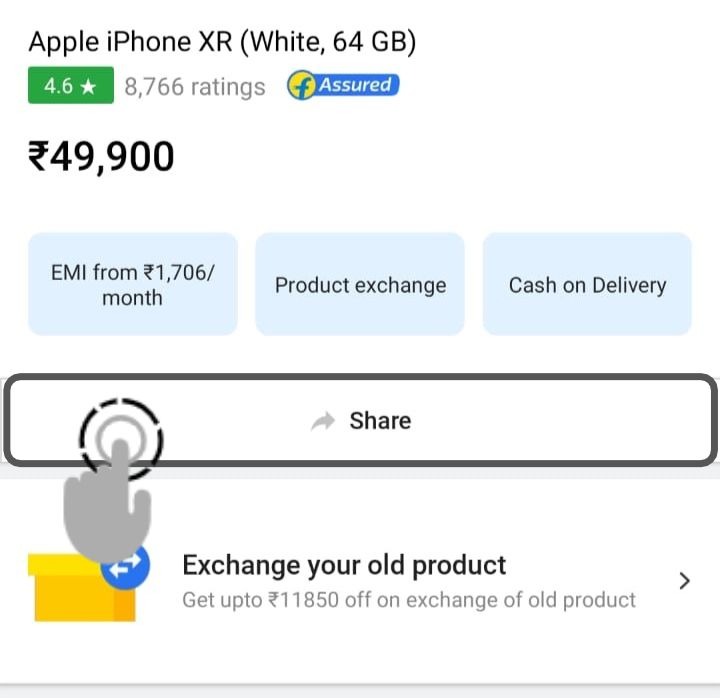 Apple iPhone XR (White, 64 GB)
4.6 ★ 8,766 ratings Assured
₹49,900
EMI from ₹1,706/
month
Product exchange
Cash on Delivery
Share
Exchange your old product
Get upto ₹11850 off on exchange of old product